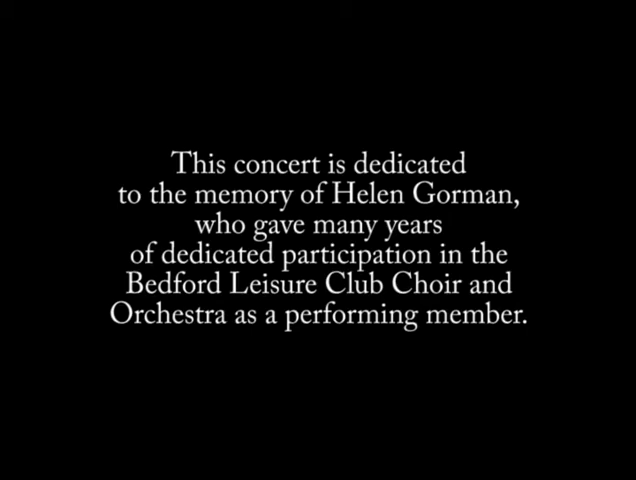 This concert is dedicated
to the memory of Helen Gorman,
who gave many years
of dedicated participation in the
Bedford Leisure Club Choir and
Orchestra as a performing member.